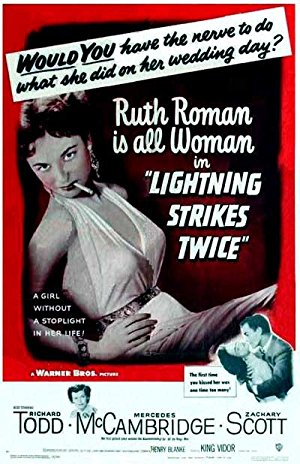 WOULD YOU have the nerve to do
what she did on her wedding day?
Ruth Roman
is all Woman
in
"LIGHTNING
STRIKES
TWICE"
A GIRL
WITHOUT
A STOPLIGHT
IN HER LIFE!
A WARNER BROS. PICTURE
The first time
you kissed her was
one time too many!
RICHARD TODD · MERCEDES McCAMBRIDGE · ZACHARY SCOTT
HENRY BLANKE
KING VIDOR